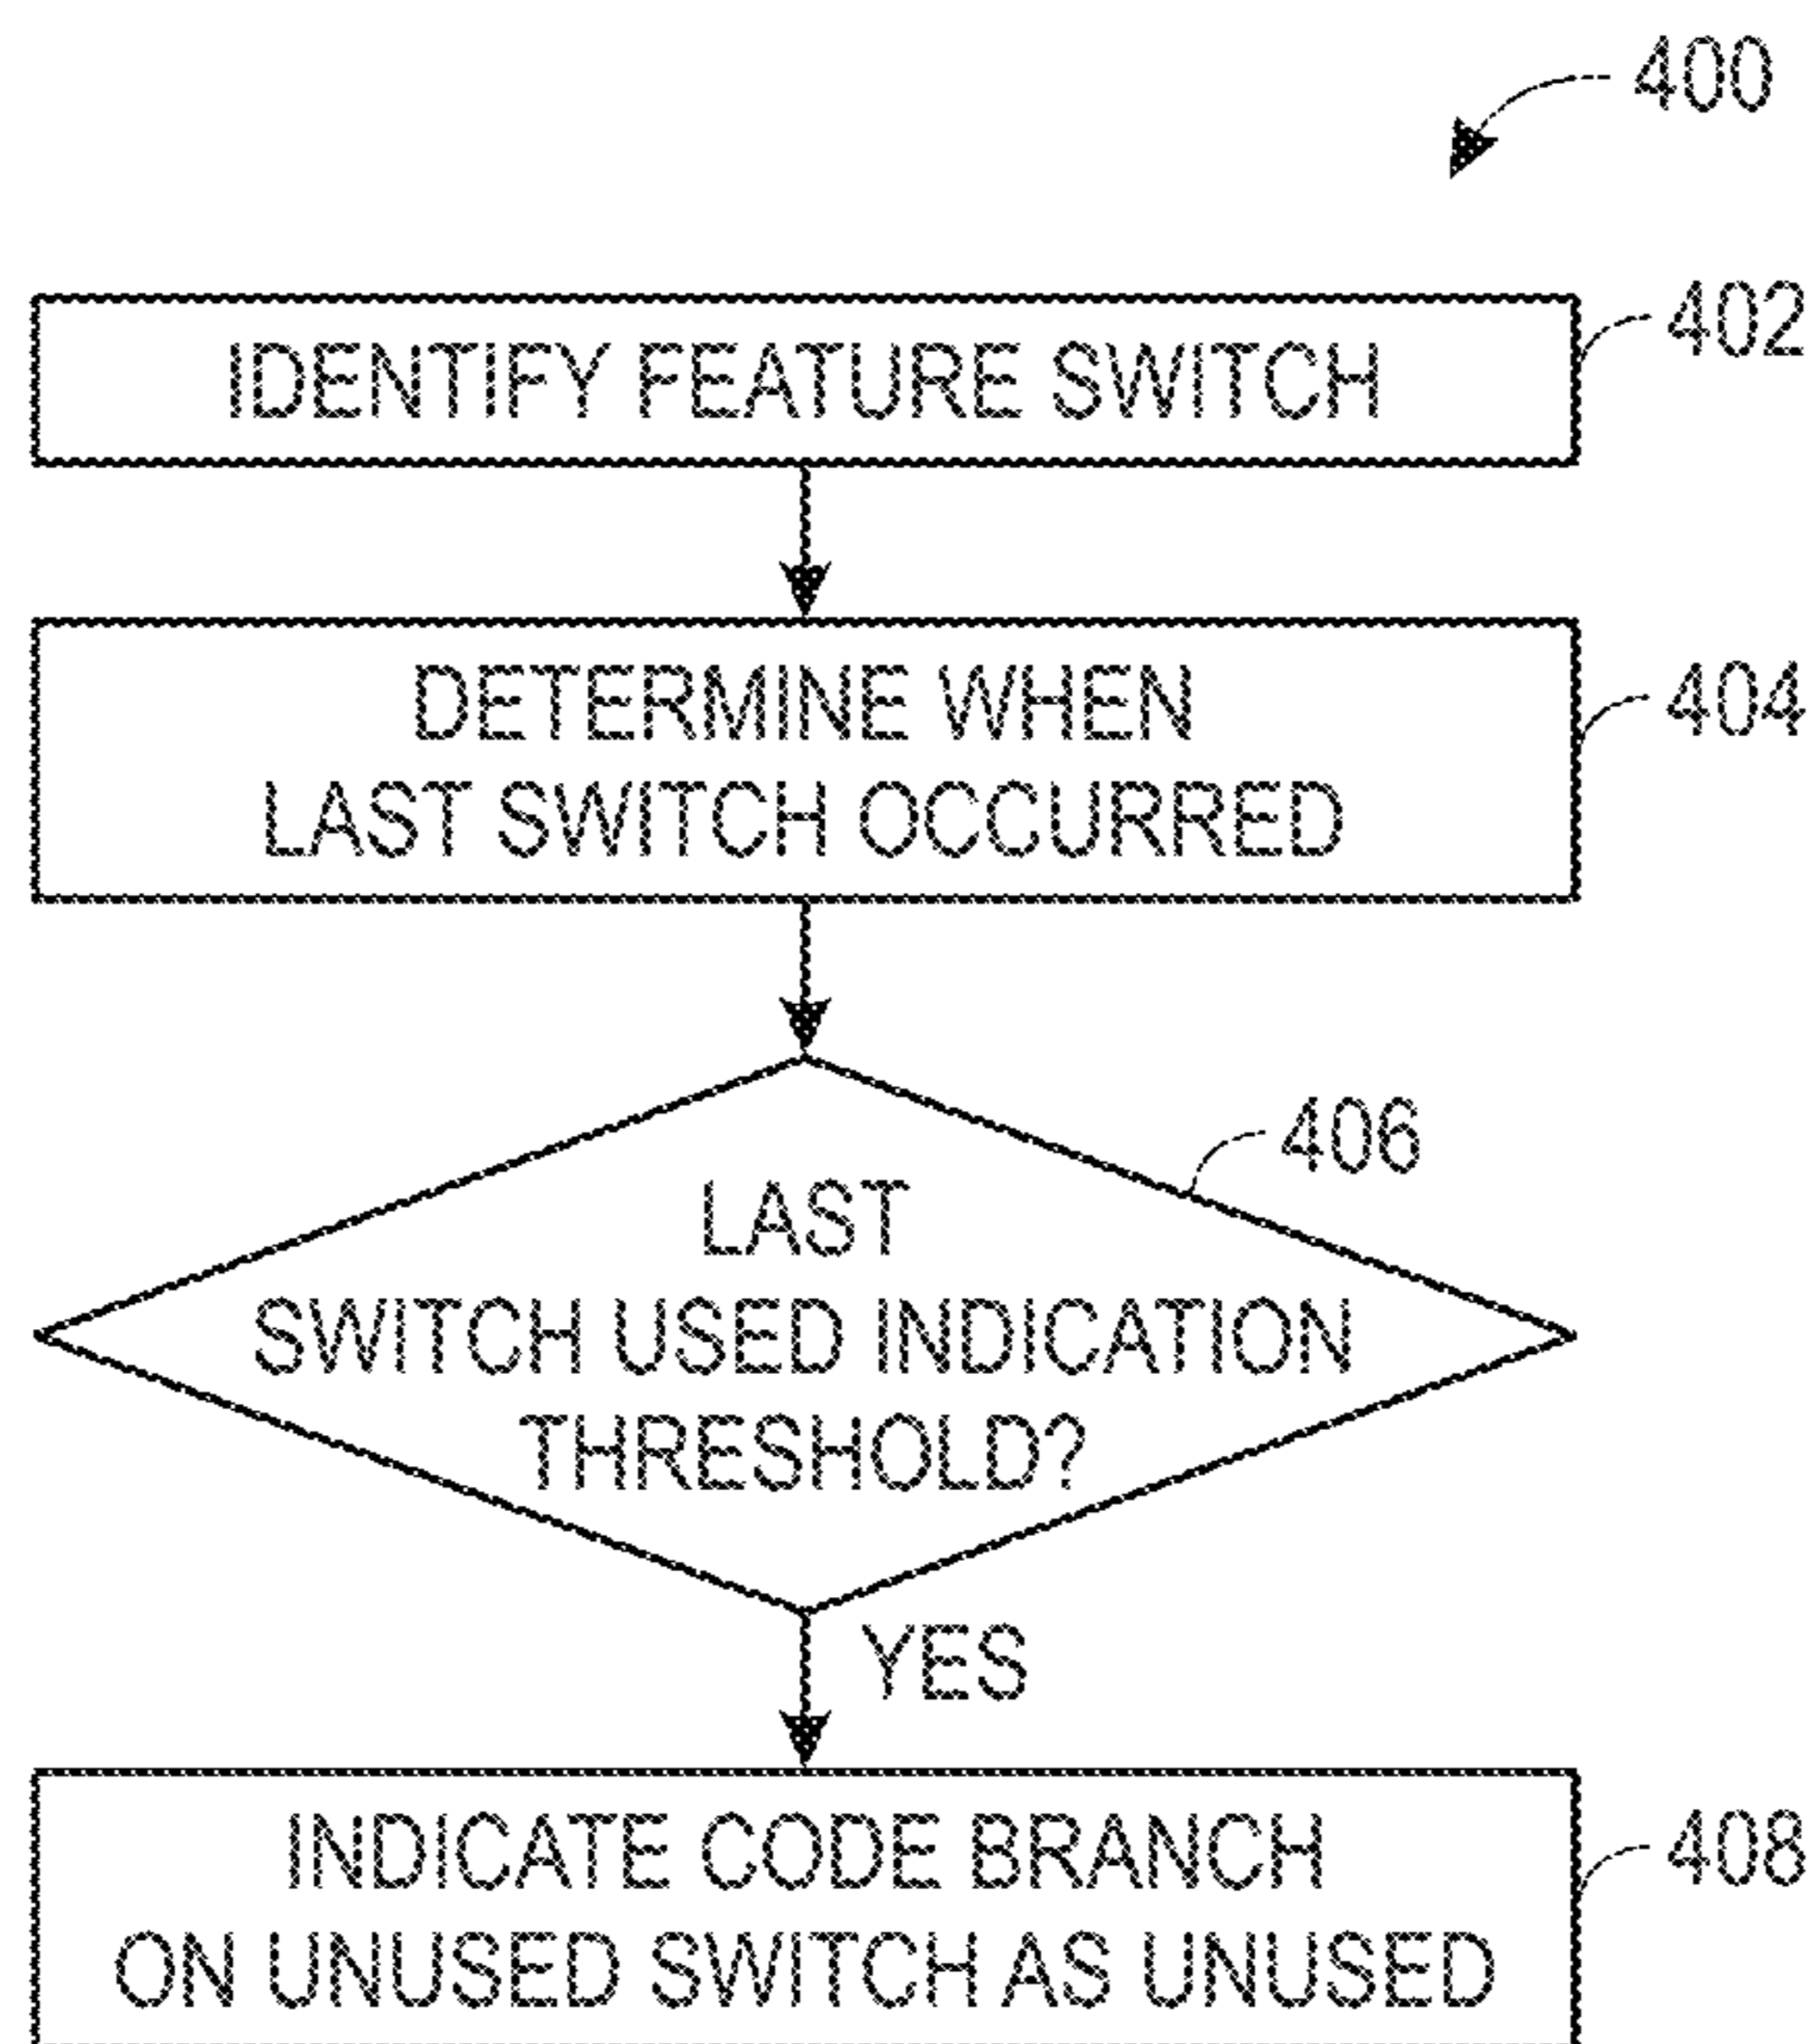 400
IDENTIFY FEATURE SWITCH
402
DETERMINE WHEN
LAST SWITCH OCCURRED
404
406
LAST
SWITCH USED INDICATION
THRESHOLD?
YES
INDICATE CODE BRANCH
ON UNUSED SWITCH AS UNUSED
408